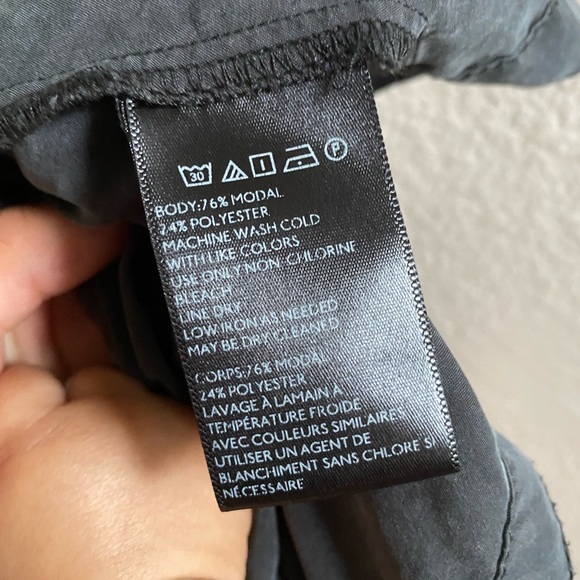 30 P
BODY:76% MODAL
24% POLYESTER
MACHINE WASH COLD
WITH LIKE COLORS
USE ONLY NON CHLORINE
BLEACH
LINE DRY
LOW IRON AS NEEDED
MAY BE DRY CLEANED
CORPS:76% MODAL
24% POLYESTER
LAVAGE À LAMAIN À
TEMPÉRATURE FROIDE
AVEC COULEURS SIMILAIRES
UTILISER UN AGENT DE
BLANCHIMENT SANS CHLORE SI
NÉCESSAIRE